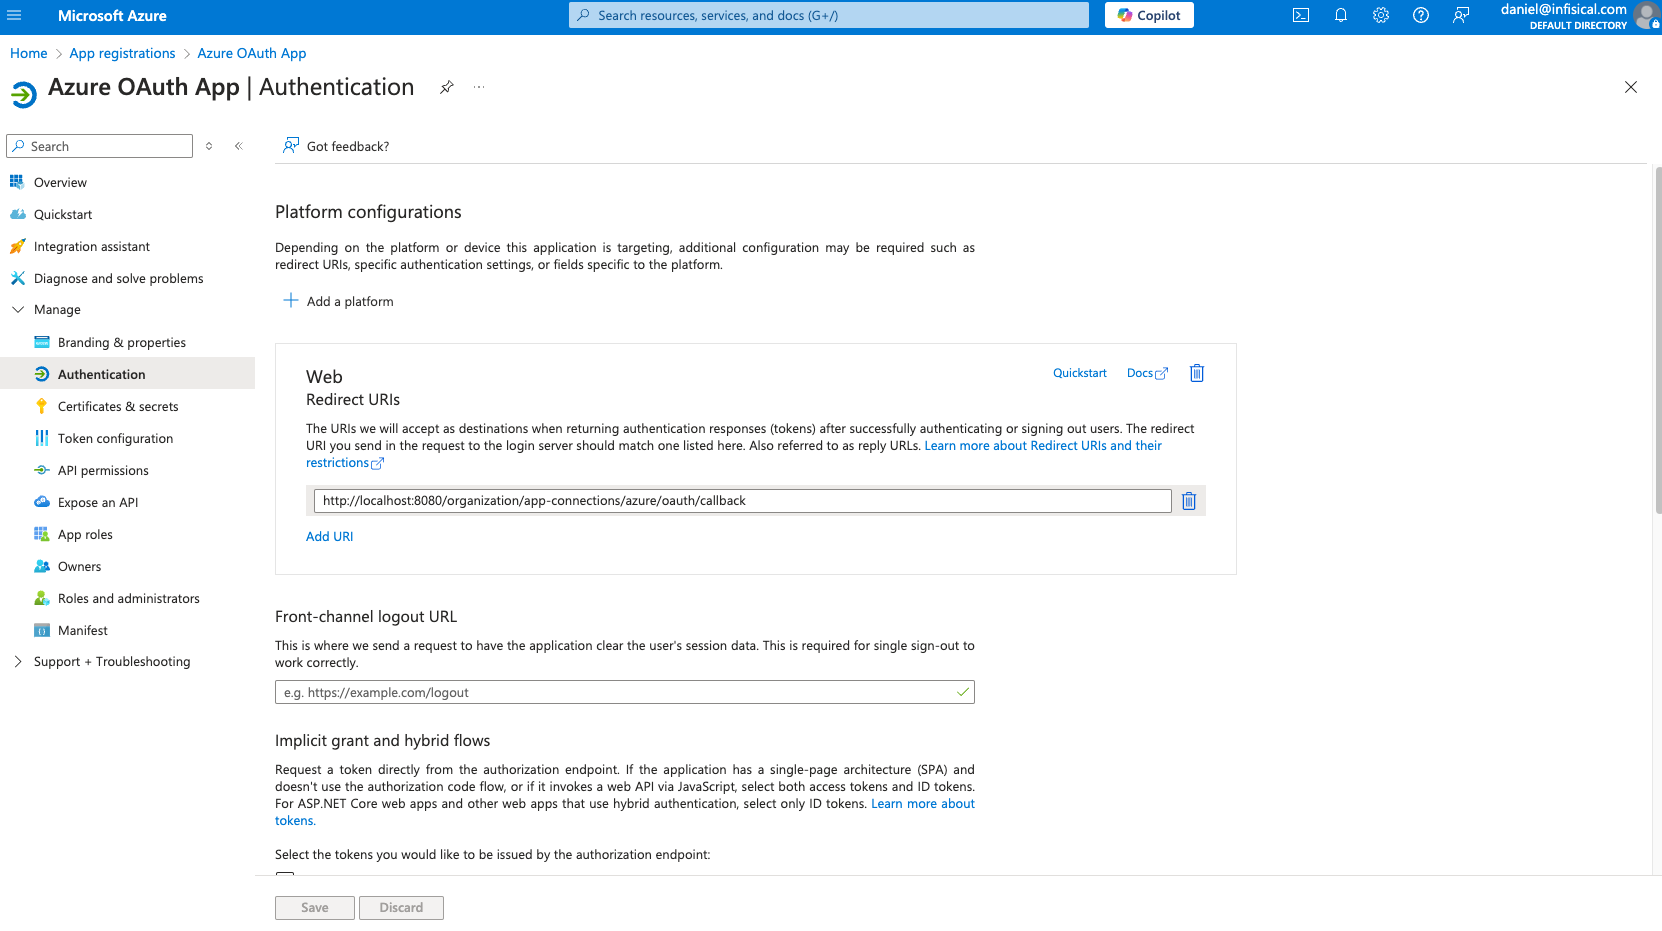 Microsoft Azure
Search resources, services, and docs (G+/)
Copilot
daniel@infisical.com
DEFAULT DIRECTORY
Home > App registrations > Azure OAuth App
Azure OAuth App | Authentication
Search
Got feedback?
Overview
Quickstart
Integration assistant
Diagnose and solve problems
Manage
Branding & properties
Authentication
Certificates & secrets
Token configuration
API permissions
Expose an API
App roles
Owners
Roles and administrators
Manifest
Support + Troubleshooting
Platform configurations
Depending on the platform or device this application is targeting, additional configuration may be required such as
redirect URIs, specific authentication settings, or fields specific to the platform.
Add a platform
Web
Quickstart
Docs
Redirect URIs
The URIs we will accept as destinations when returning authentication responses (tokens) after successfully authenticating or signing out users. The redirect
URI you send in the request to the login server should match one listed here. Also referred to as reply URLs. Learn more about Redirect URIs and their
restrictions
http://localhost:8080/organization/app-connections/azure/oauth/callback
Add URI
Front-channel logout URL
This is where we send a request to have the application clear the user's session data. This is required for single sign-out to
work correctly.
e.g. https://example.com/logout
Implicit grant and hybrid flows
Request a token directly from the authorization endpoint. If the application has a single-page architecture (SPA) and
doesn't use the authorization code flow, or if it invokes a web API via JavaScript, select both access tokens and ID tokens.
For ASP.NET Core web apps and other web apps that use hybrid authentication, select only ID tokens. Learn more about
tokens.
Select the tokens you would like to be issued by the authorization endpoint:
Save
Discard